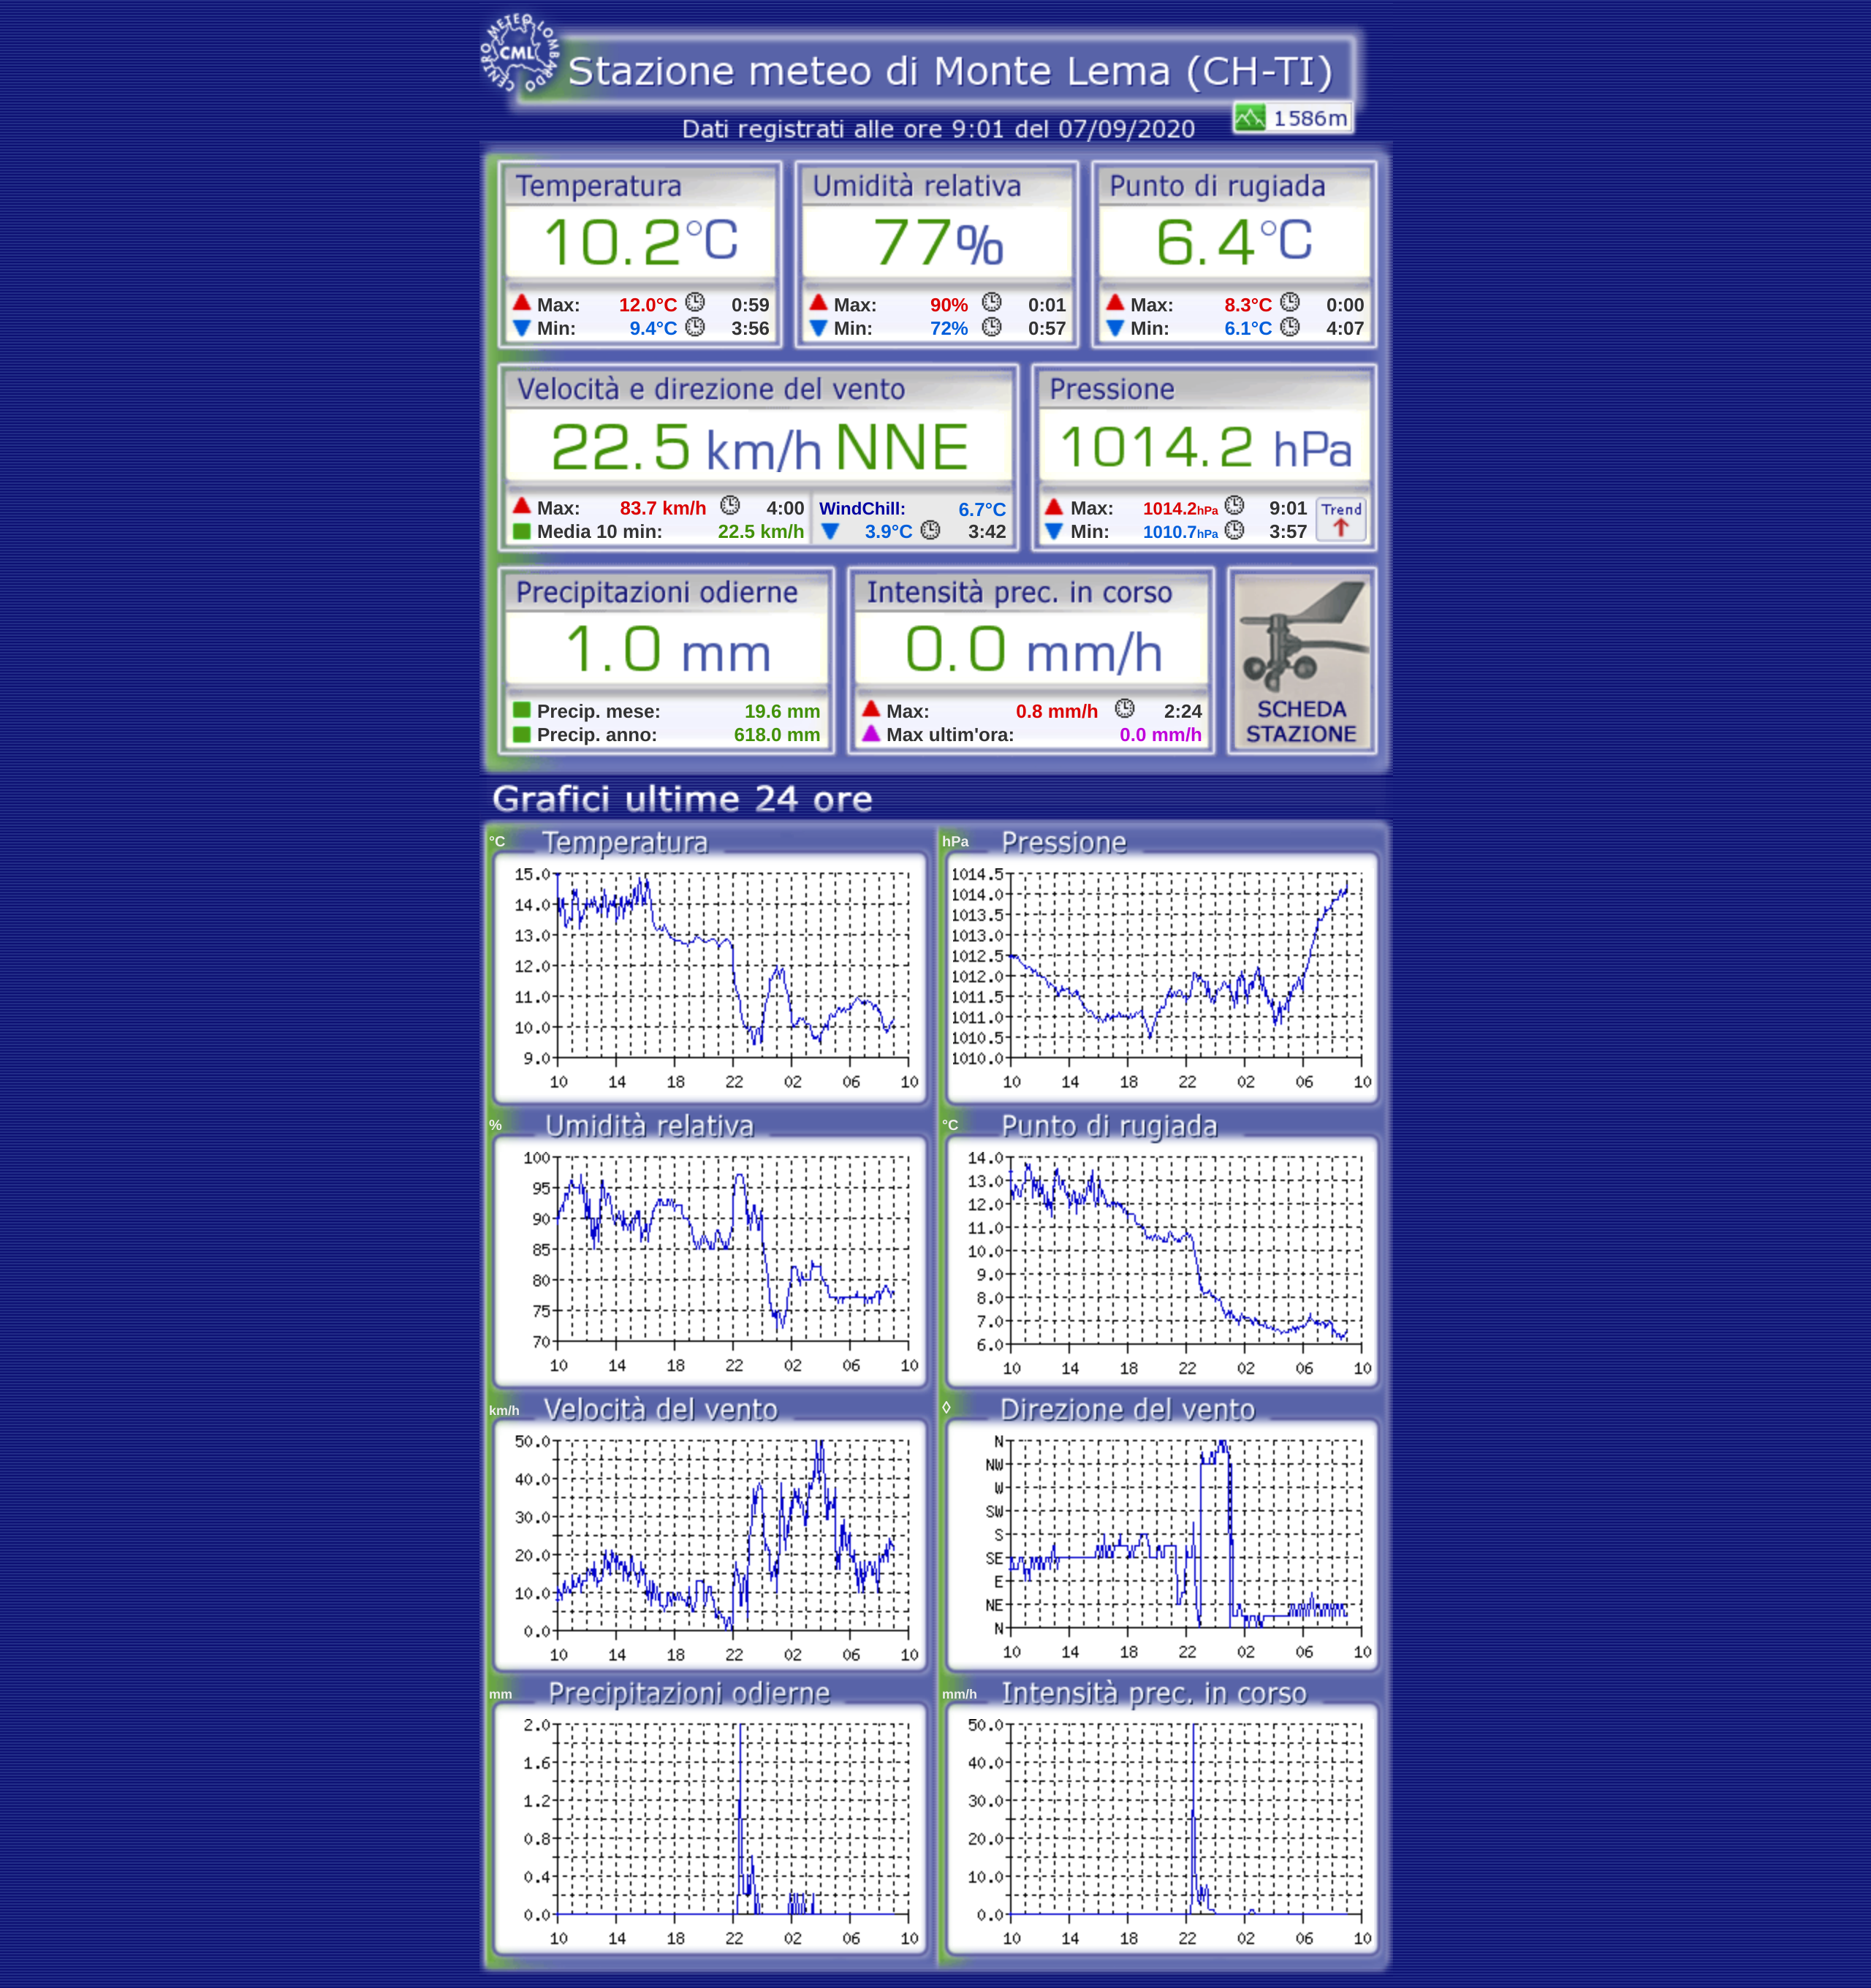 CENTRO METEO LOMBARDO
CML
Stazione meteo di Monte Lema (CH-TI)
1586m
Dati registrati alle ore 9:01 del 07/09/2020
Temperatura
10.2°C
Max: 12.0°C 0:59
Min: 9.4°C 3:56
Umidità relativa
77%
Max: 90% 0:01
Min: 72% 0:57
Punto di rugiada
6.4°C
Max: 8.3°C 0:00
Min: 6.1°C 4:07
Velocità e direzione del vento
22.5 km/h NNE
Max: 83.7 km/h 4:00
Media 10 min: 22.5 km/h
WindChill: 6.7°C
3.9°C 3:42
Pressione
1014.2 hPa
Max: 1014.2hPa 9:01
Min: 1010.7hPa 3:57
Trend
Precipitazioni odierne
1.0 mm
Precip. mese: 19.6 mm
Precip. anno: 618.0 mm
Intensità prec. in corso
0.0 mm/h
Max: 0.8 mm/h 2:24
Max ultim'ora: 0.0 mm/h
SCHEDA
STAZIONE
Grafici ultime 24 ore
°C Temperatura
15.0
14.0
13.0
12.0
11.0
10.0
9.0
10 14 18 22 02 06 10
hPa Pressione
1014.5
1014.0
1013.5
1013.0
1012.5
1012.0
1011.5
1011.0
1010.5
1010.0
10 14 18 22 02 06 10
% Umidità relativa
100
95
90
85
80
75
70
10 14 18 22 02 06 10
°C Punto di rugiada
14.0
13.0
12.0
11.0
10.0
9.0
8.0
7.0
6.0
10 14 18 22 02 06 10
km/h Velocità del vento
50.0
40.0
30.0
20.0
10.0
0.0
10 14 18 22 02 06 10
◊ Direzione del vento
N
NW
W
SW
S
SE
E
NE
N
10 14 18 22 02 06 10
mm Precipitazioni odierne
2.0
1.6
1.2
0.8
0.4
0.0
10 14 18 22 02 06 10
mm/h Intensità prec. in corso
50.0
40.0
30.0
20.0
10.0
0.0
10 14 18 22 02 06 10